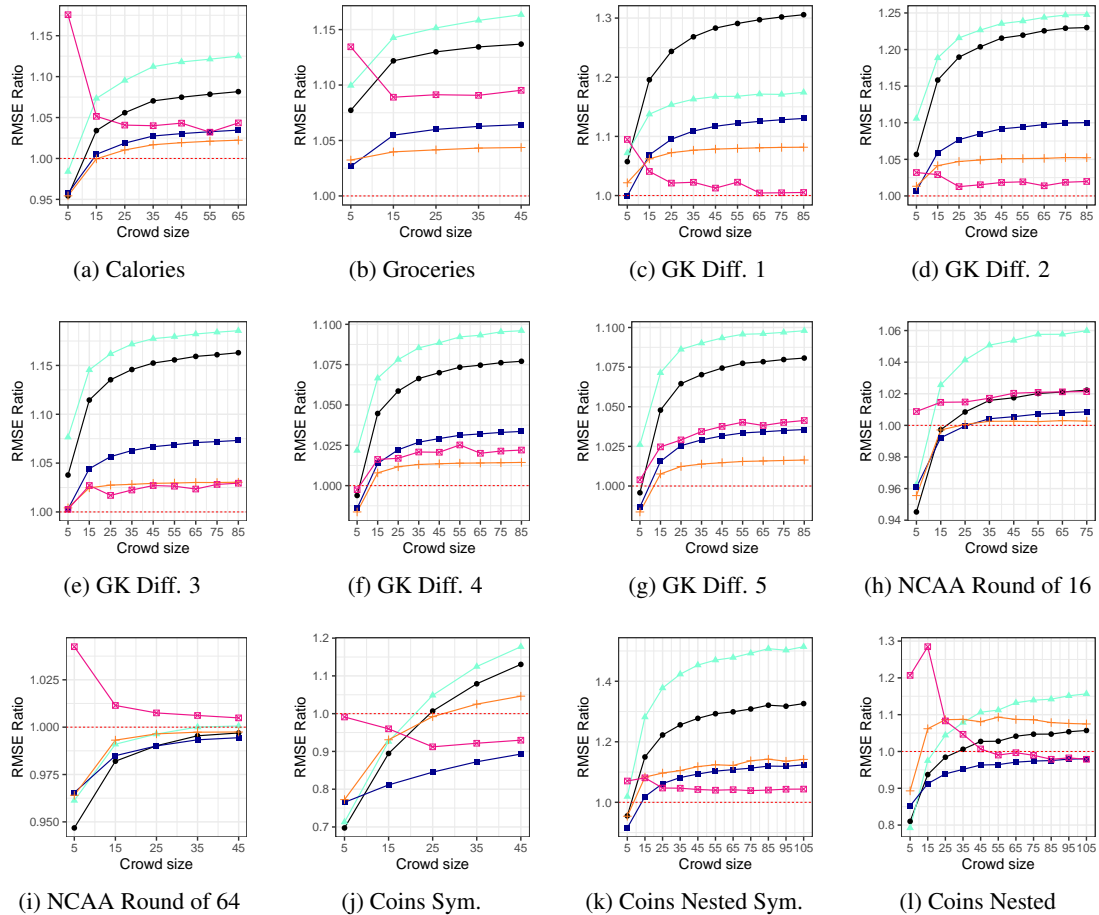 RMSE Ratio
1.15
1.10
1.05
1.00
0.95
5 15 25 35 45 55 65
Crowd size
(a) Calories
RMSE Ratio
1.15
1.10
1.05
1.00
5 15 25 35 45
Crowd size
(b) Groceries
RMSE Ratio
1.3
1.2
1.1
1.0
5 15 25 35 45 55 65 75 85
Crowd size
(c) GK Diff. 1
RMSE Ratio
1.25
1.20
1.15
1.10
1.05
1.00
5 15 25 35 45 55 65 75 85
Crowd size
(d) GK Diff. 2
RMSE Ratio
1.15
1.10
1.05
1.00
5 15 25 35 45 55 65 75 85
Crowd size
(e) GK Diff. 3
RMSE Ratio
1.100
1.075
1.050
1.025
1.000
5 15 25 35 45 55 65 75 85
Crowd size
(f) GK Diff. 4
RMSE Ratio
1.100
1.075
1.050
1.025
1.000
5 15 25 35 45 55 65 75 85
Crowd size
(g) GK Diff. 5
RMSE Ratio
1.06
1.04
1.02
1.00
0.98
0.96
0.94
5 15 25 35 45 55 65 75
Crowd size
(h) NCAA Round of 16
RMSE Ratio
1.025
1.000
0.975
0.950
5 15 25 35 45
Crowd size
(i) NCAA Round of 64
RMSE Ratio
1.2
1.1
1.0
0.9
0.8
0.7
5 15 25 35 45
Crowd size
(j) Coins Sym.
RMSE Ratio
1.4
1.2
1.0
5 15 25 35 45 55 65 75 85 95 105
Crowd size
(k) Coins Nested Sym.
RMSE Ratio
1.3
1.2
1.1
1.0
0.9
0.8
5 15 25 35 45 55 65 75 85 95 105
Crowd size
(l) Coins Nested